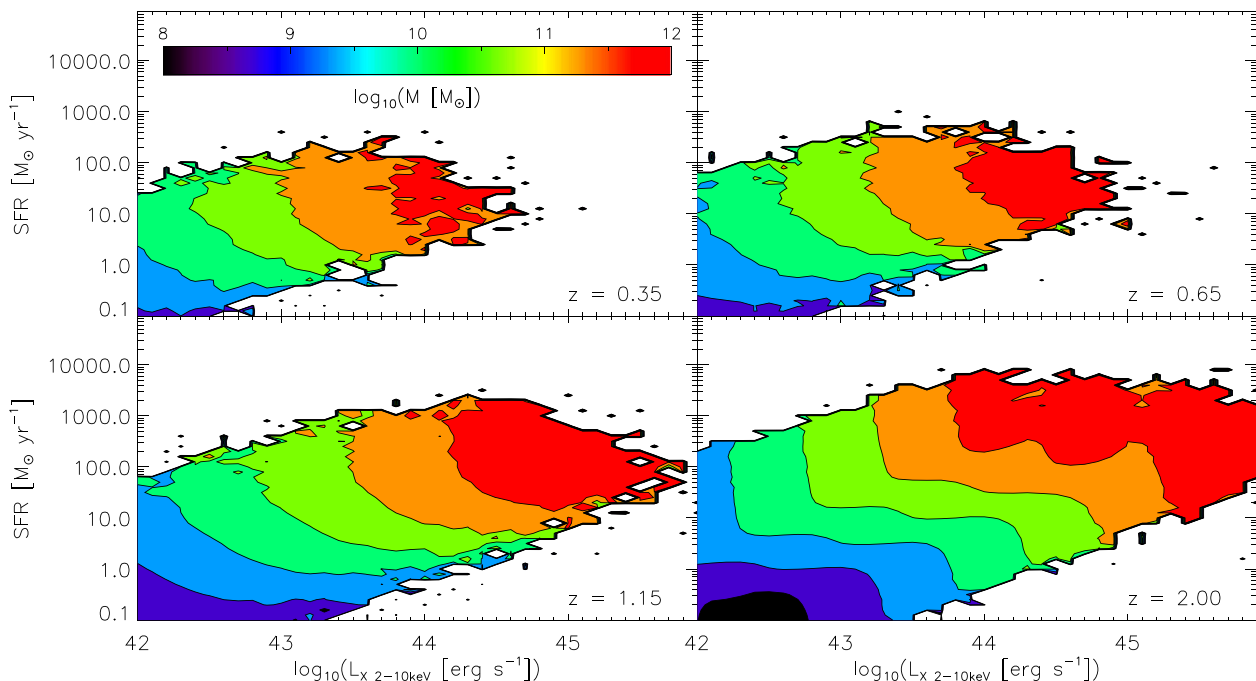 8 9 10 11 12
log₁₀(M [M⊙])
SFR [M⊙ yr⁻¹]
10000.0
1000.0
100.0
10.0
1.0
0.1
z = 0.35
z = 0.65
SFR [M⊙ yr⁻¹]
10000.0
1000.0
100.0
10.0
1.0
0.1
z = 1.15
z = 2.00
42 43 44 45 42 43 44 45
log₁₀(L_X 2−10keV [erg s⁻¹]) log₁₀(L_X 2−10keV [erg s⁻¹])